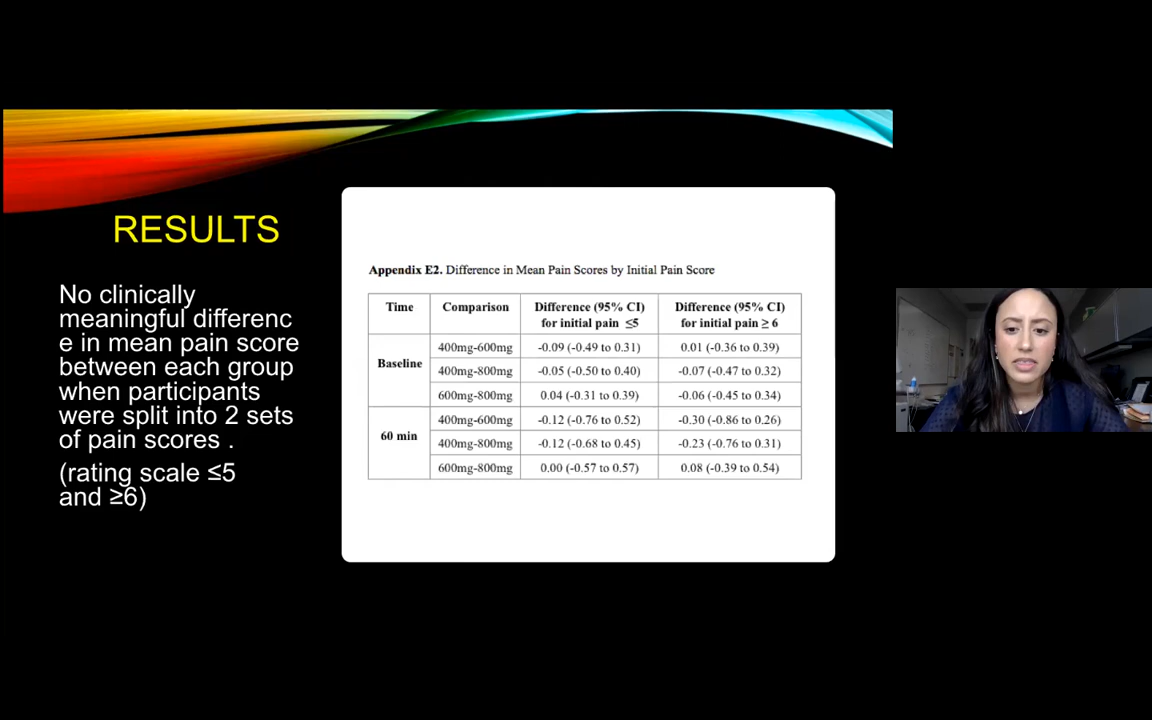 RESULTS
No clinically
meaningful differenc
e in mean pain score
between each group
when participants
were split into 2 sets
of pain scores .
(rating scale ≤5
and ≥6)
Appendix E2. Difference in Mean Pain Scores by Initial Pain Score
Time Comparison Difference (95% CI) for initial pain ≤5 Difference (95% CI) for initial pain ≥ 6
Baseline
400mg-600mg -0.09 (-0.49 to 0.31) 0.01 (-0.36 to 0.39)
400mg-800mg -0.05 (-0.50 to 0.40) -0.07 (-0.47 to 0.32)
600mg-800mg 0.04 (-0.31 to 0.39) -0.06 (-0.45 to 0.34)
60 min
400mg-600mg -0.12 (-0.76 to 0.52) -0.30 (-0.86 to 0.26)
400mg-800mg -0.12 (-0.68 to 0.45) -0.23 (-0.76 to 0.31)
600mg-800mg 0.00 (-0.57 to 0.57) 0.08 (-0.39 to 0.54)